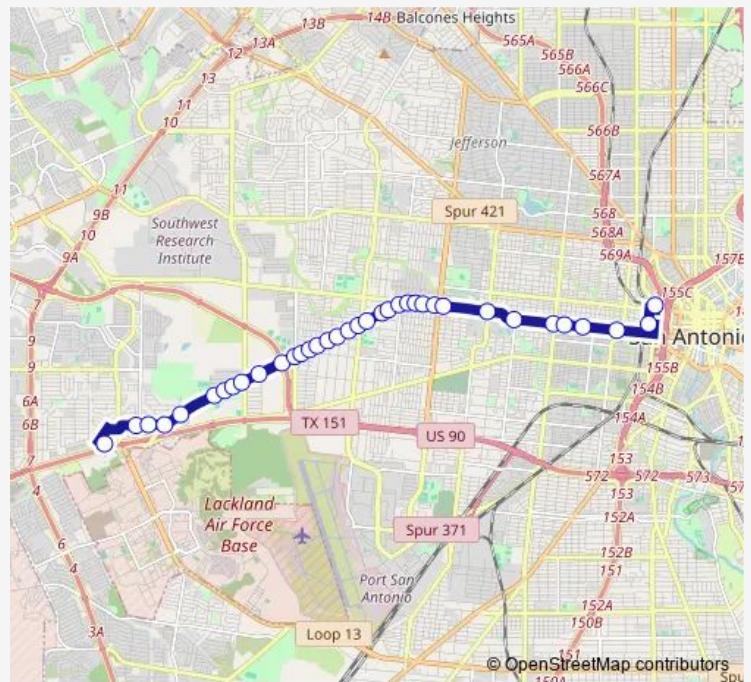 14B Balcones Heights
13B
13A
12
13
565A
565B
566A
566C
11
10
566B
Jefferson
567A
11
9B
10
9A
Southwest
Research
Institute
Spur 421
568
568A
569A
157B
155C
7
9
9
6A
6B
7
4
San Antonio
155B
154B
154A
TX 151
US 90
153
572
572
573
153
152A
Lackland
Air Force
Base
Spur 371
6
4
152B
151
Port San
Antonio
152A
150B
3A
Loop 13
151
150A
© OpenStreetMap contributors